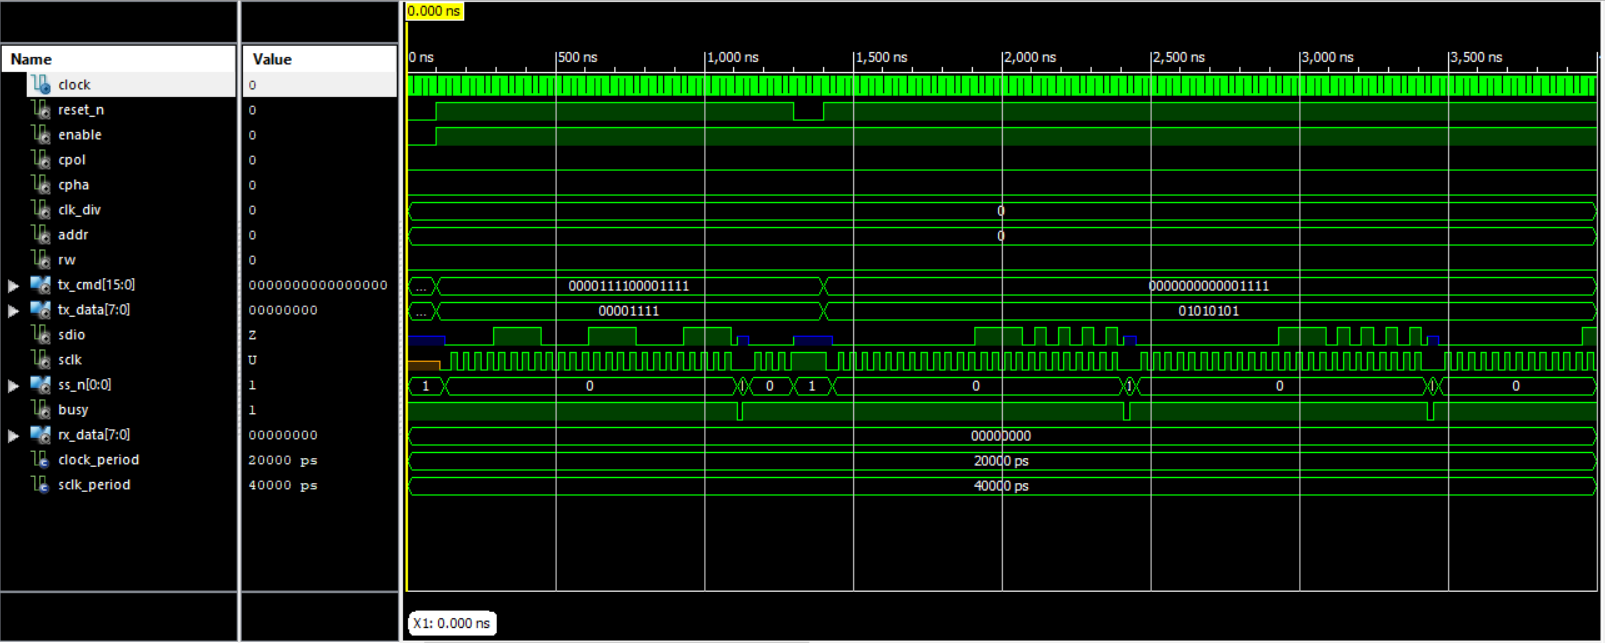 0.000 ns
Name Value 0 ns 500 ns 1,000 ns 1,500 ns 2,000 ns 2,500 ns 3,000 ns 3,500 ns
clock 0
reset_n 0
enable 0
cpol 0
cpha 0
clk_div 0 0
addr 0 0
rw 0
tx_cmd[15:0] 0000000000000000 ... 0000111100001111 0000000000001111
tx_data[7:0] 00000000 ... 00001111 01010101
sdio Z
sclk U
ss_n[0:0] 1 1 0 0 1 0 0 0
busy 1
rx_data[7:0] 00000000 00000000
clock_period 20000 ps 20000 ps
sclk_period 40000 ps 40000 ps
X1: 0.000 ns